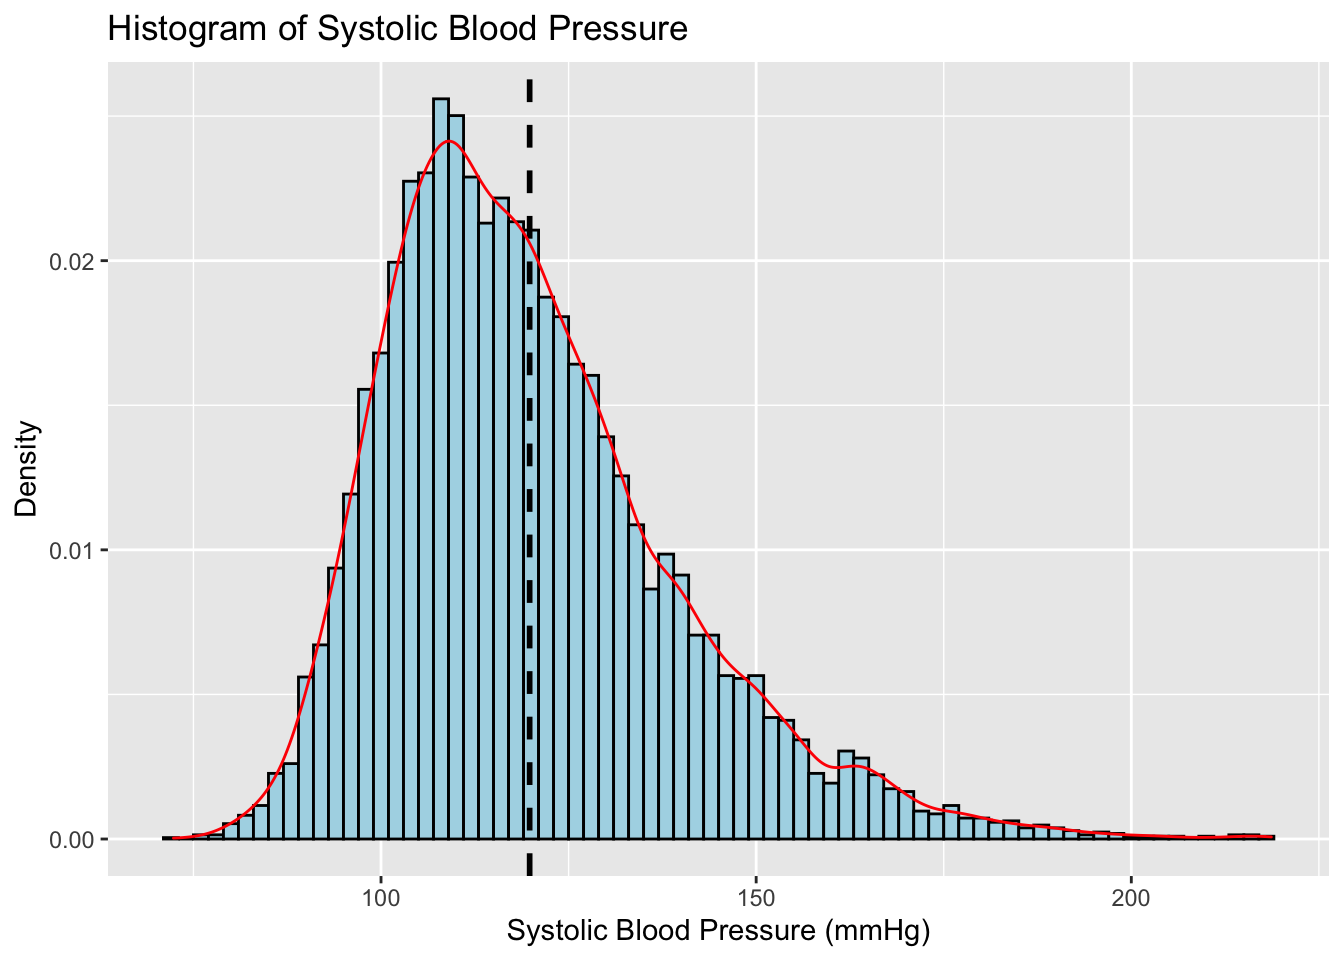 Histogram of Systolic Blood Pressure
Density
0.02
0.01
0.00
100 150 200
Systolic Blood Pressure (mmHg)